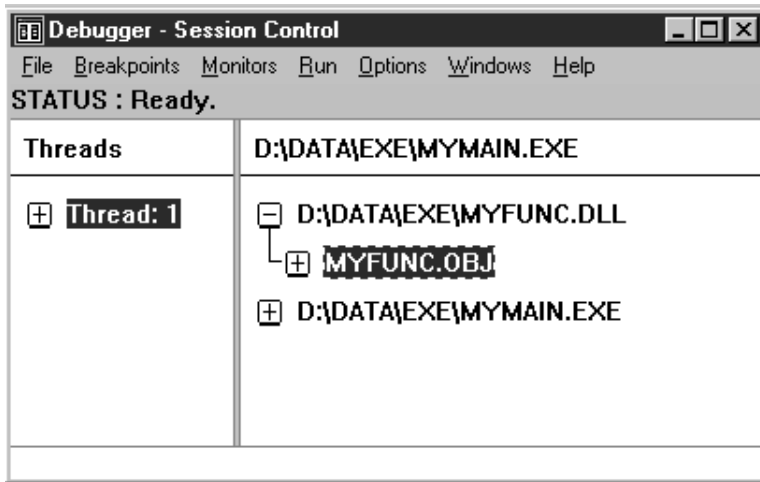 Debugger - Session Control
File Breakpoints Monitors Run Options Windows Help
STATUS : Ready.
Threads
D:\DATA\EXE\MYMAIN.EXE
Thread: 1
D:\DATA\EXE\MYFUNC.DLL
MYFUNC.OBJ
D:\DATA\EXE\MYMAIN.EXE